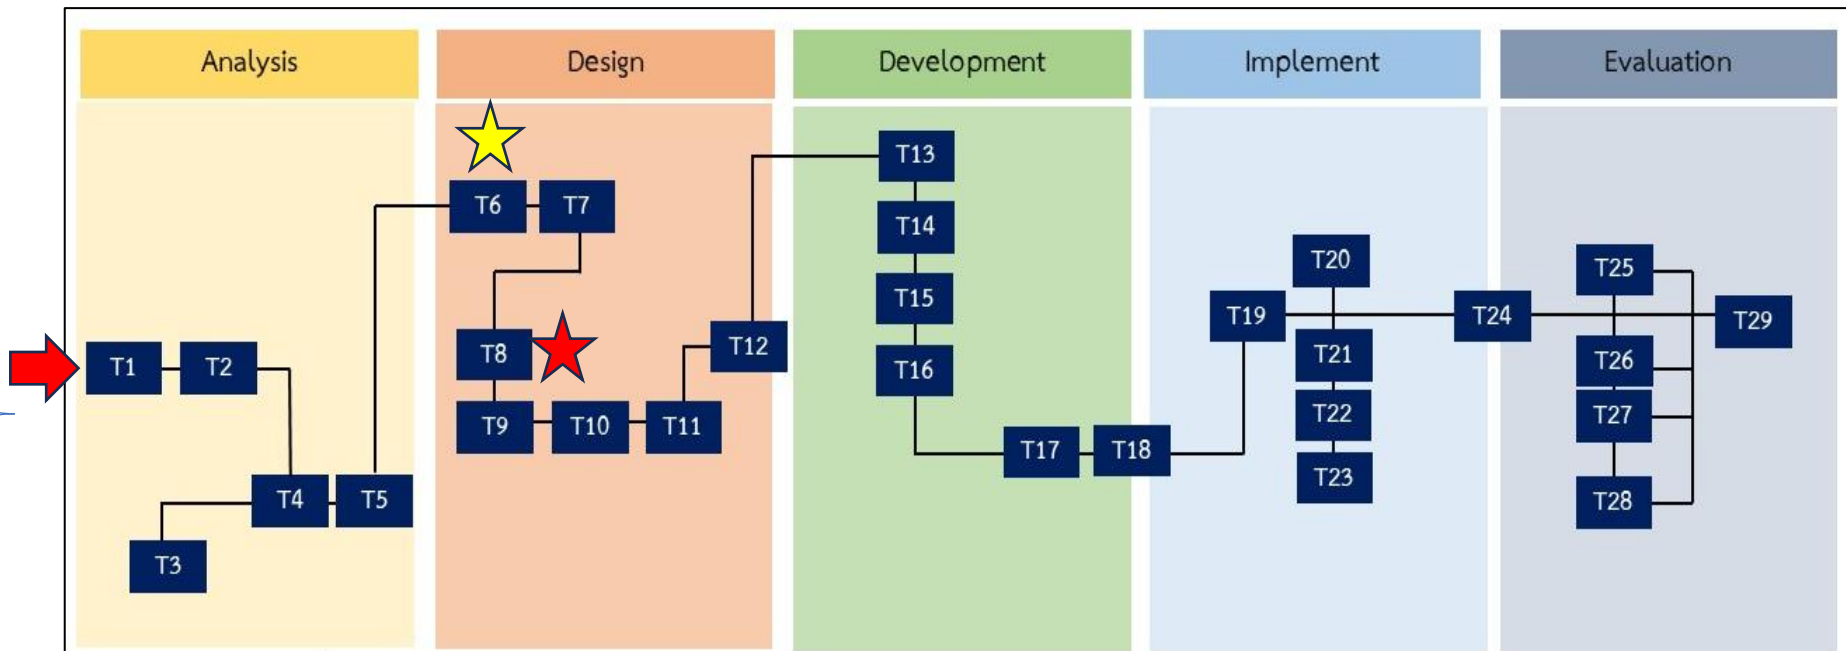 Analysis
Design
Development
Implement
Evaluation
T1
T2
T3
T4
T5
T6
T7
T8
T9
T10
T11
T12
T13
T14
T15
T16
T17
T18
T19
T20
T21
T22
T23
T24
T25
T26
T27
T28
T29